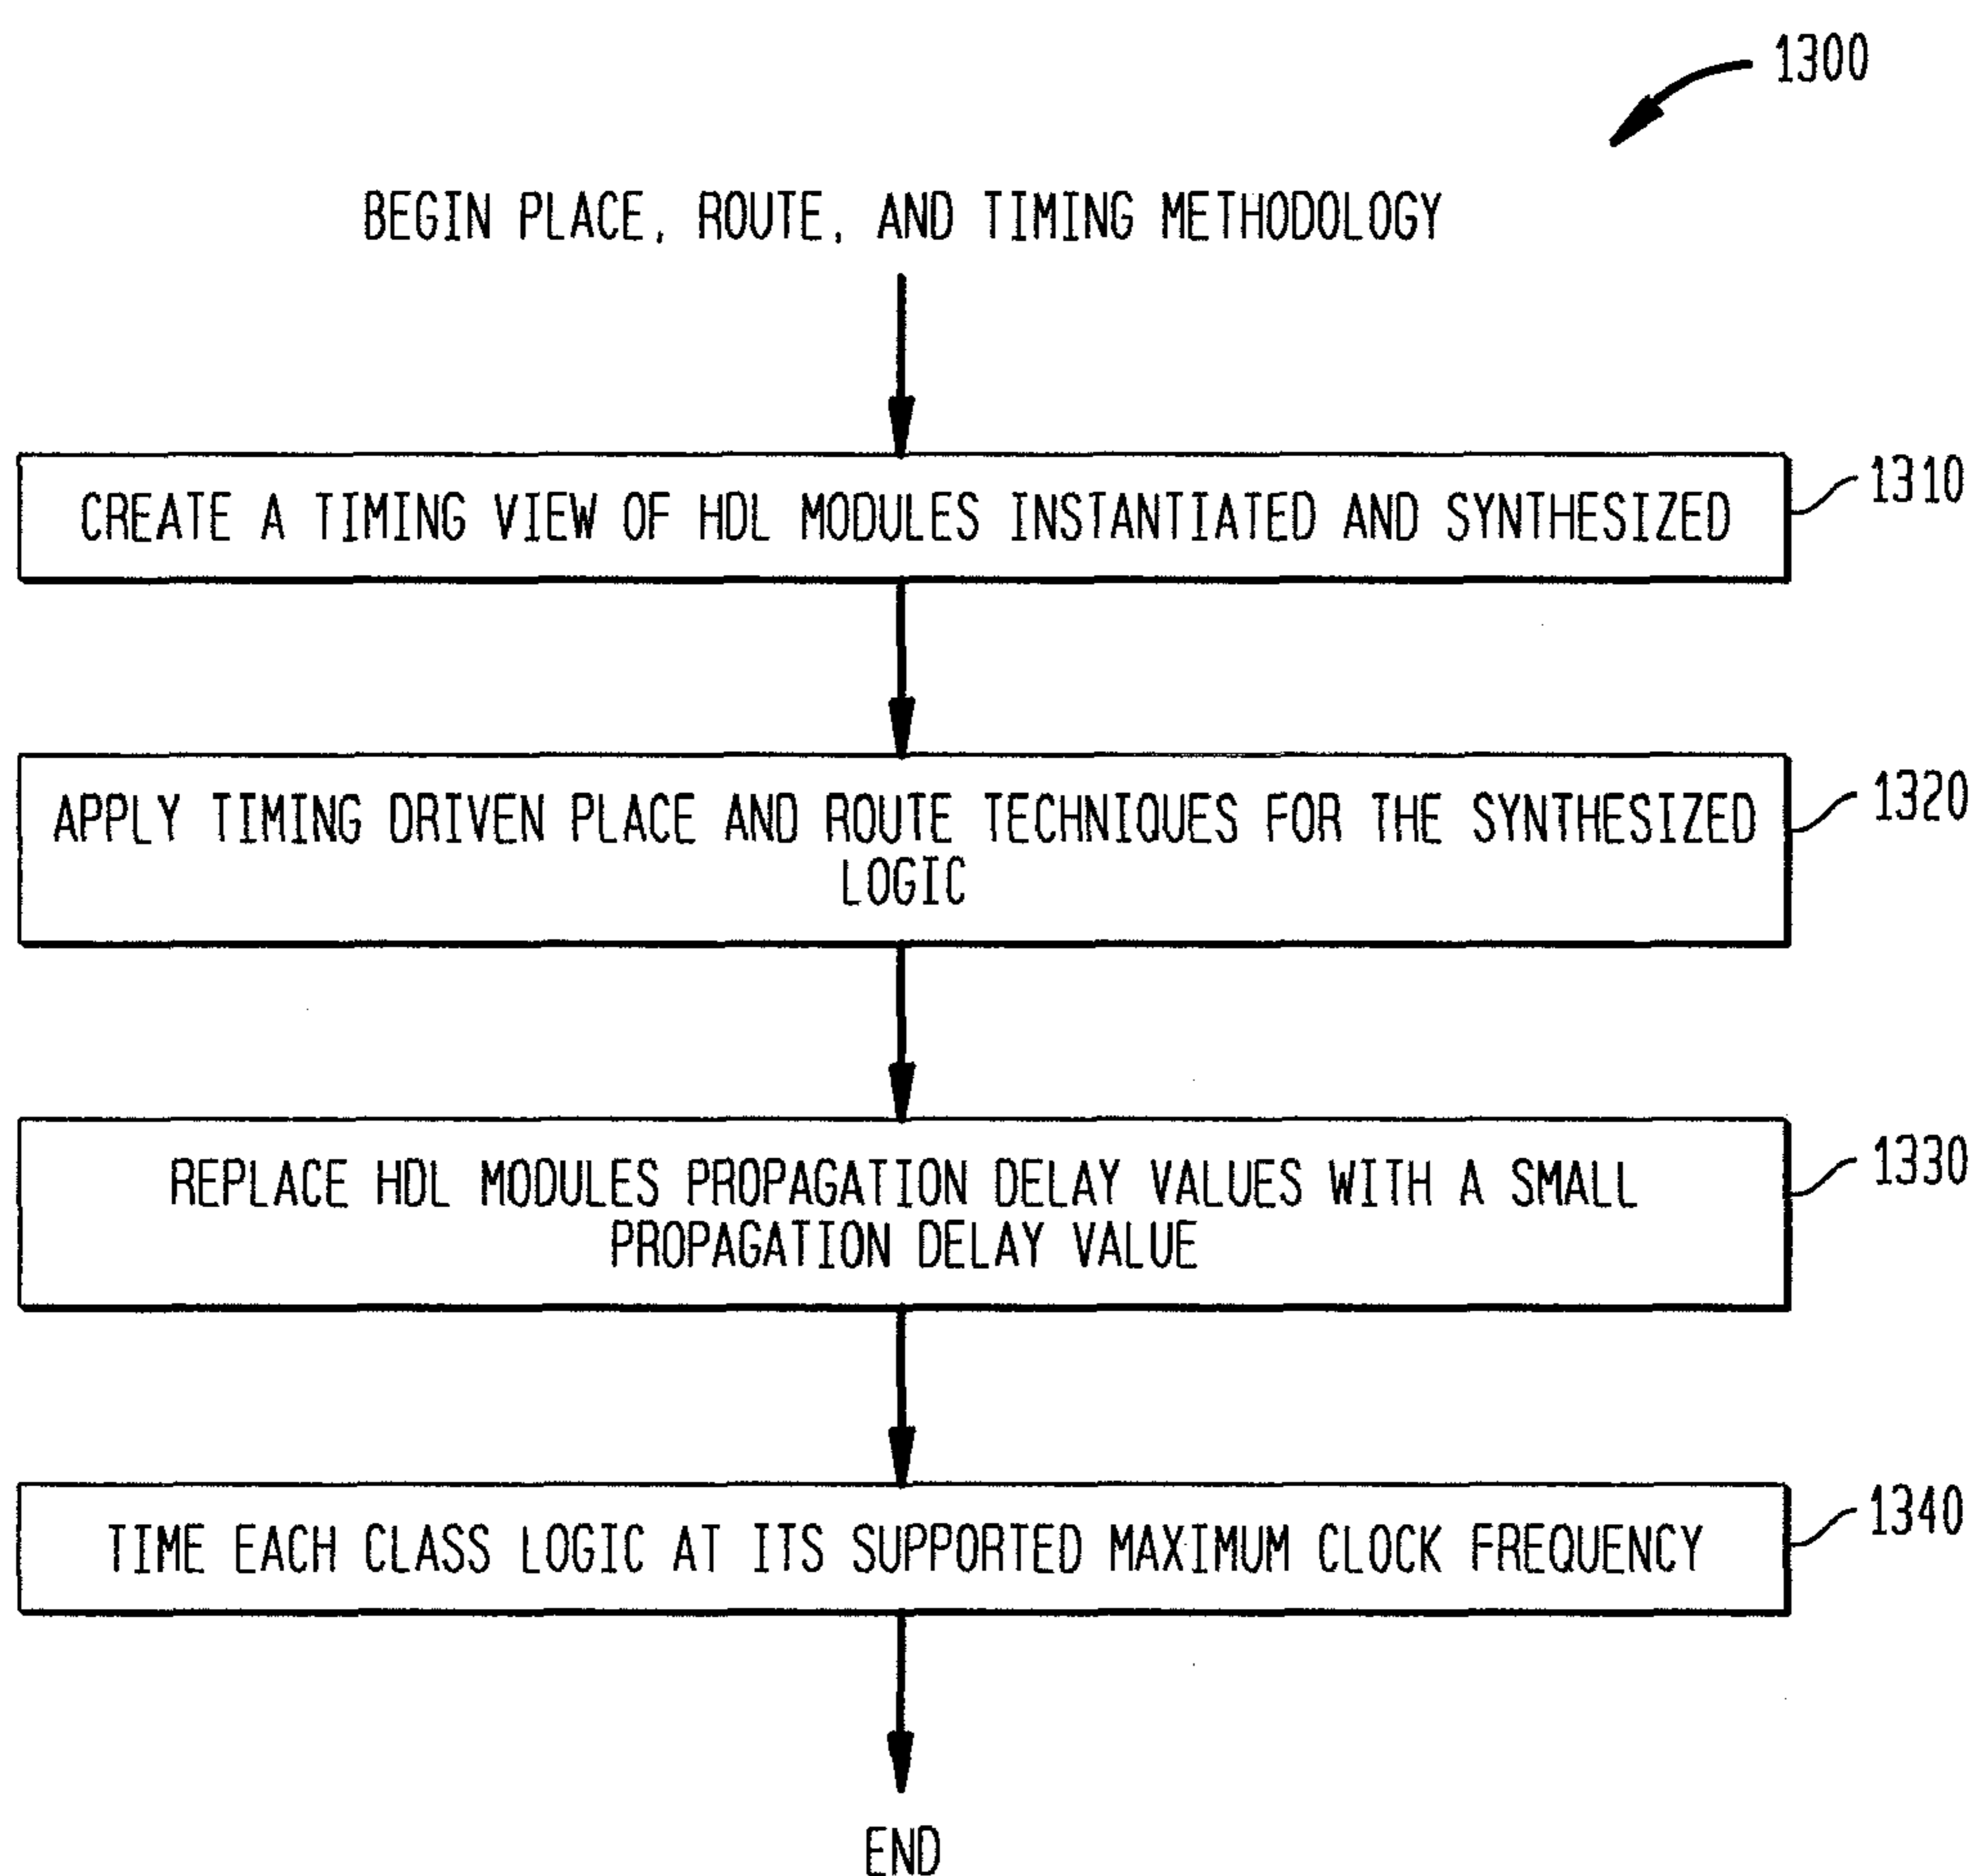 1300
BEGIN PLACE, ROUTE, AND TIMING METHODOLOGY
CREATE A TIMING VIEW OF HDL MODULES INSTANTIATED AND SYNTHESIZED
1310
APPLY TIMING DRIVEN PLACE AND ROUTE TECHNIQUES FOR THE SYNTHESIZED
LOGIC
1320
REPLACE HDL MODULES PROPAGATION DELAY VALUES WITH A SMALL
PROPAGATION DELAY VALUE
1330
TIME EACH CLASS LOGIC AT ITS SUPPORTED MAXIMUM CLOCK FREQUENCY
1340
END